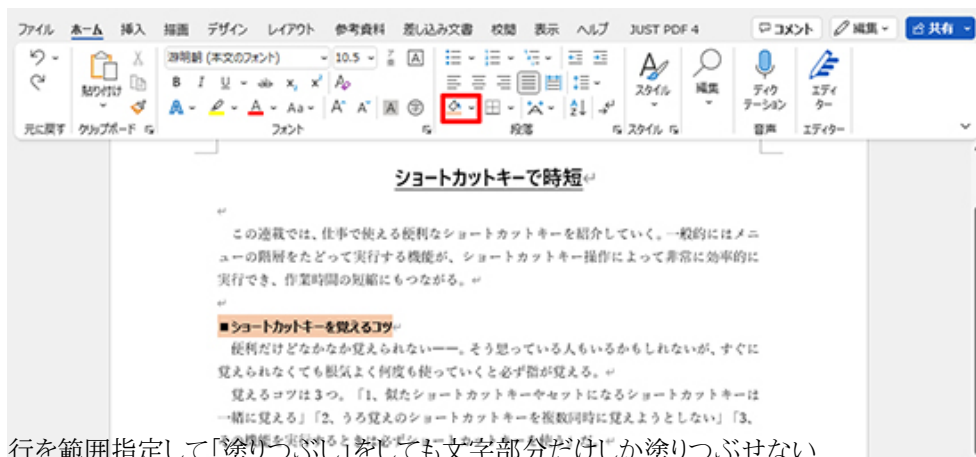 ファイル ホーム 挿入 描画 デザイン レイアウト 参考資料 差し込み文書 校閲 表示 ヘルプ JUST PDF 4 コメント 編集 共有
游明朝 (本文のフォント) 10.5
貼り付け スタイル 編集 ディクテーション エディター
元に戻す クリップボード フォント 段落 スタイル 音声 エディター
ショートカットキーで時短
この連載では、仕事で使える便利なショートカットキーを紹介していく。一般的にはメニ
ューの階層をたどって実行する機能が、ショートカットキー操作によって非常に効率的に
実行でき、作業時間の短縮にもつながる。
■ショートカットキーを覚えるコツ
便利だけどなかなか覚えられない――。そう思っている人もいるかもしれないが、すぐに
覚えられなくても根気よく何度も使っていくと必ず指が覚える。
覚えるコツは3つ。「1、似たショートカットキーやセットになるショートカットキーは
一緒に覚える」「2、うろ覚えのショートカットキーを複数同時に覚えようとしない」「3、
行を範囲指定して「塗りつぶし」をしても文字部分だけしか塗りつぶせない